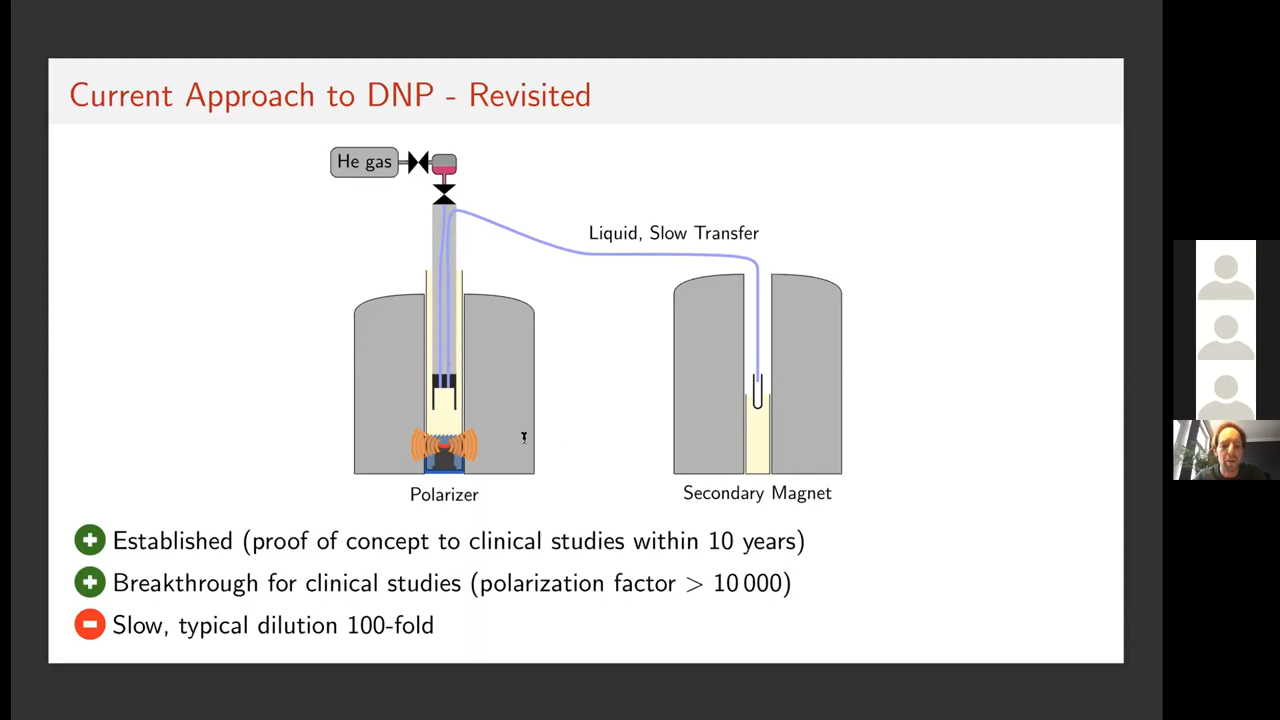 Current Approach to DNP - Revisited
He gas
Liquid, Slow Transfer
Polarizer
Secondary Magnet
Established (proof of concept to clinical studies within 10 years)
Breakthrough for clinical studies (polarization factor > 10 000)
Slow, typical dilution 100-fold